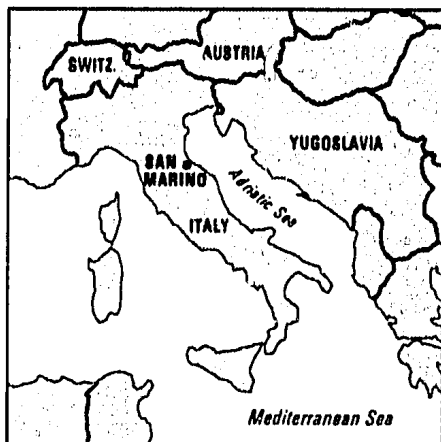 SWITZ.
AUSTRIA
YUGOSLAVIA
SAN
MARINO
Adriatic Sea
ITALY
Mediterranean Sea